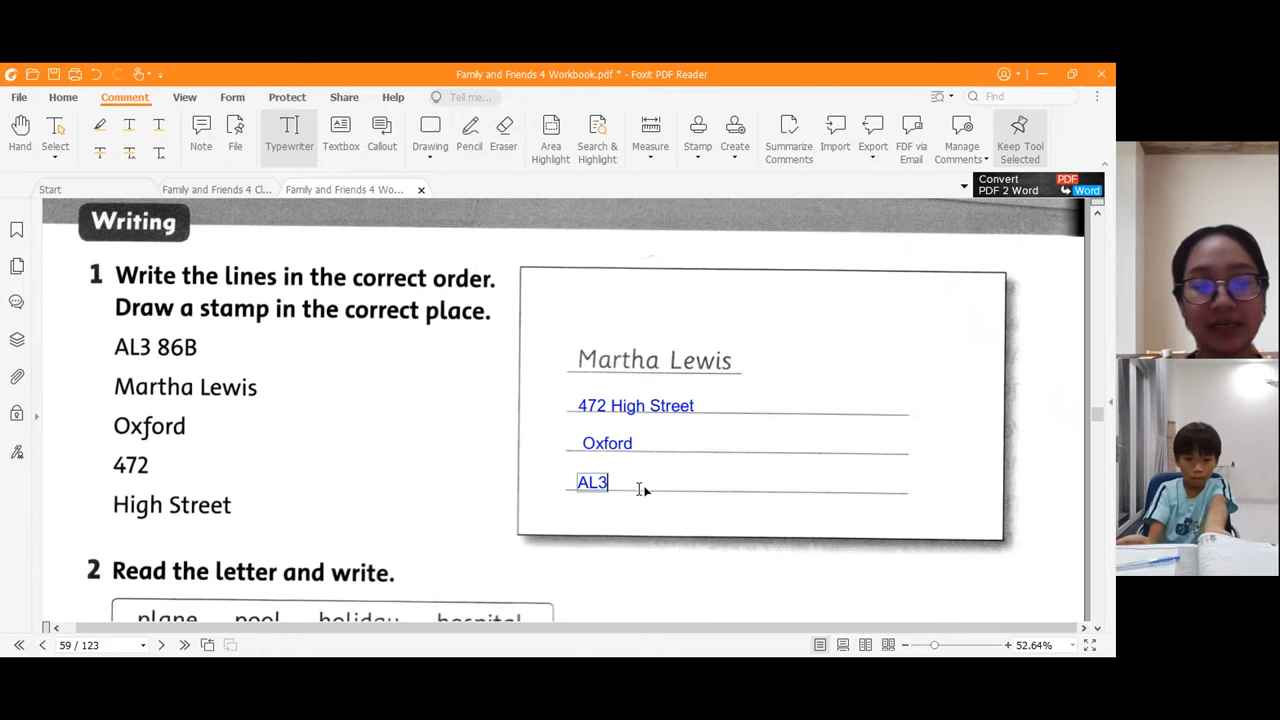 Family and Friends 4 Workbook.pdf * - Foxit PDF Reader
File Home Comment View Form Protect Share Help Tell me... Find
Hand Select Note File Typewriter Textbox Callout Drawing Pencil Eraser Area Highlight Search & Highlight Measure Stamp Create Summarize Comments Import Export FDF via Email Manage Comments Keep Tool Selected
Start Family and Friends 4 Cl... Family and Friends 4 Wo... Convert PDF 2 Word PDF Word
Writing
1 Write the lines in the correct order.
Draw a stamp in the correct place.
AL3 86B
Martha Lewis
Oxford
472
High Street
Martha Lewis
472 High Street
Oxford
AL3
2 Read the letter and write.
plane pool holiday hospital
59 / 123 52.64%